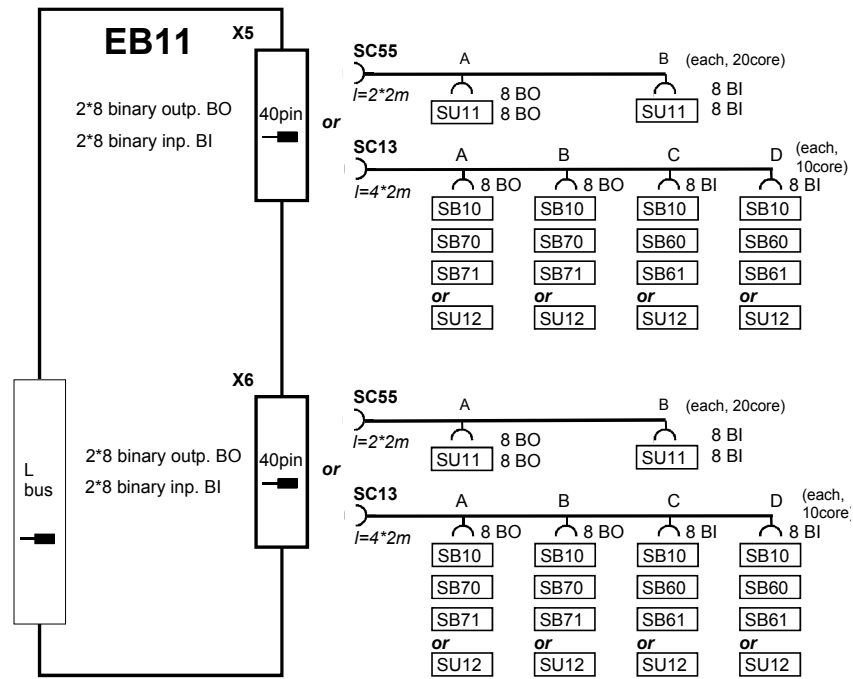 EB11
X5
2*8 binary outp. BO
2*8 binary inp. BI
40pin
or
SC55
l=2*2m
A
B
(each, 20core)
SU11
8 BO
8 BO
SU11
8 BI
8 BI
SC13
l=4*2m
A
B
C
D
(each,
10core)
8 BO
8 BO
8 BI
8 BI
SB10 SB10 SB10 SB10
SB70 SB70 SB60 SB60
SB71 SB71 SB61 SB61
or or or or
SU12 SU12 SU12 SU12
X6
L
bus
2*8 binary outp. BO
2*8 binary inp. BI
40pin
or
SC55
l=2*2m
A
B
(each, 20core)
SU11
8 BO
8 BO
SU11
8 BI
8 BI
SC13
l=4*2m
A
B
C
D
(each,
10core)
8 BO
8 BO
8 BI
8 BI
SB10 SB10 SB10 SB10
SB70 SB70 SB60 SB60
SB71 SB71 SB61 SB61
or or or or
SU12 SU12 SU12 SU12